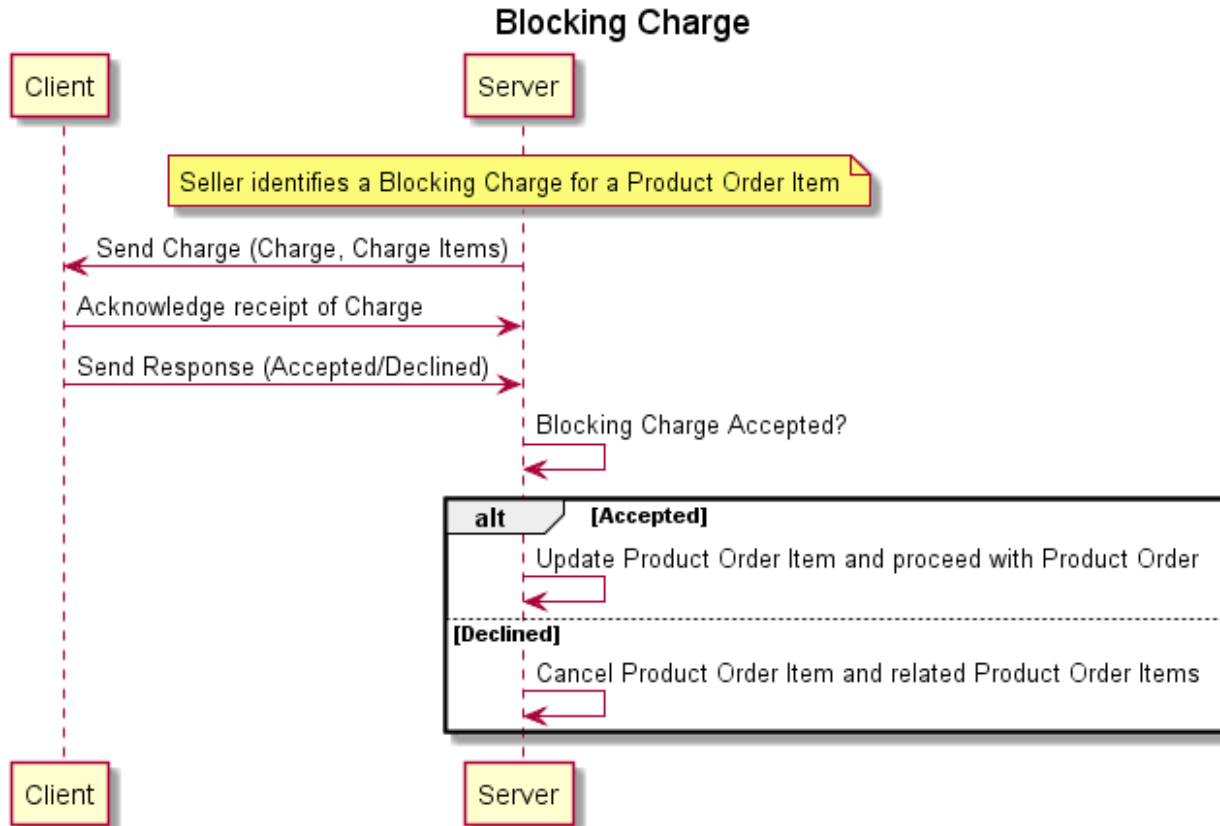 Blocking Charge
Client
Server
Seller identifies a Blocking Charge for a Product Order Item
Send Charge (Charge, Charge Items)
Acknowledge receipt of Charge
Send Response (Accepted/Declined)
Blocking Charge Accepted?
alt
[Accepted]
Update Product Order Item and proceed with Product Order
[Declined]
Cancel Product Order Item and related Product Order Items
Client
Server